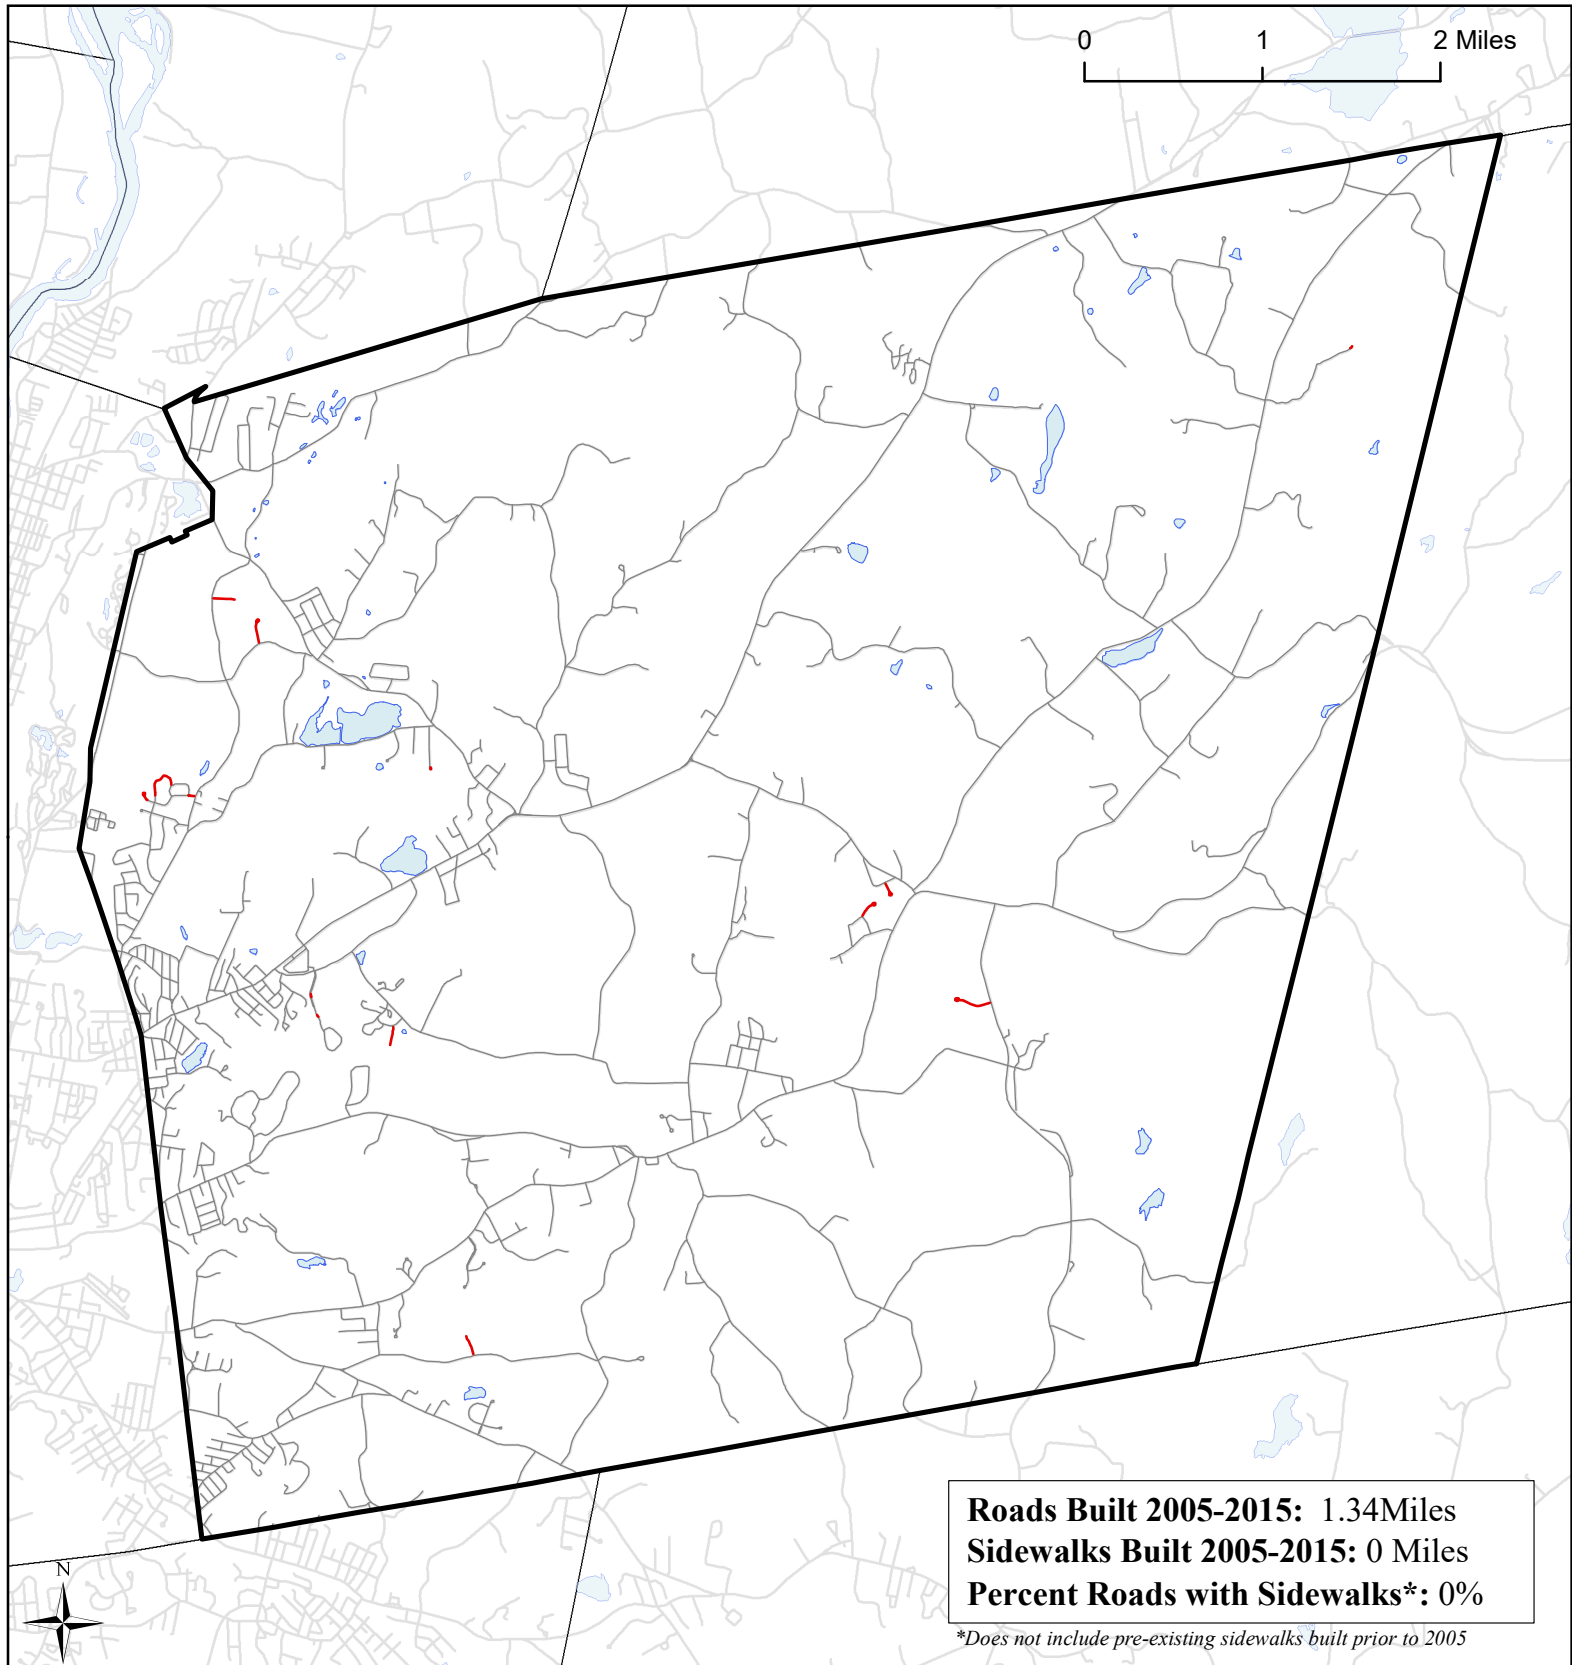 0 1 2 Miles
Roads Built 2005-2015: 1.34Miles
Sidewalks Built 2005-2015: 0 Miles
Percent Roads with Sidewalks*: 0%
*Does not include pre-existing sidewalks built prior to 2005
N